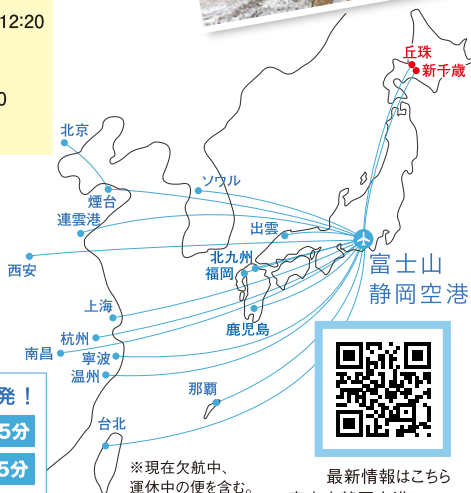 12:20
0
丘珠
新千歳
北京
ソウル
煙台
連雲港
出雲
西安
北九州
福岡
富士山
静岡空港
上海
鹿児島
杭州
南昌
寧波
温州
那覇
発！
5分
台北
5分
※現在欠航中、
運休中の便を含む。
最新情報はこちら